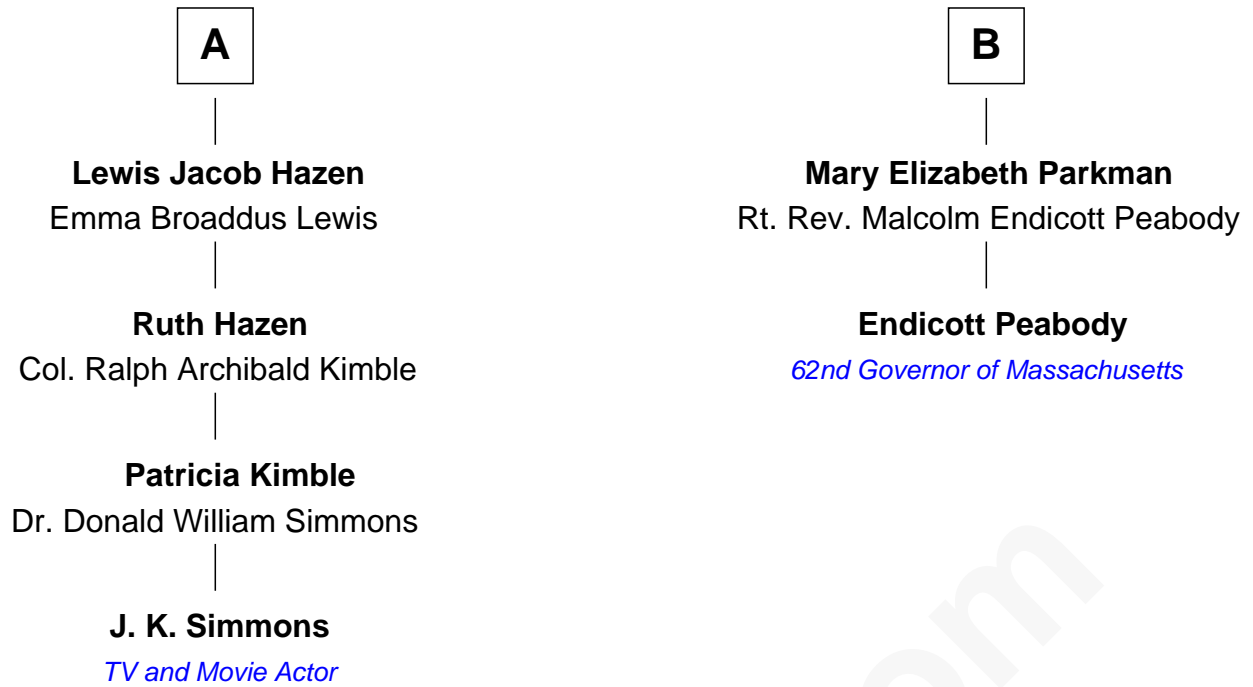 A
Lewis Jacob Hazen
Emma Broaddus Lewis
Ruth Hazen
Col. Ralph Archibald Kimble
Patricia Kimble
Dr. Donald William Simmons
J. K. Simmons
TV and Movie Actor
B
Mary Elizabeth Parkman
Rt. Rev. Malcolm Endicott Peabody
Endicott Peabody
62nd Governor of Massachusetts
om